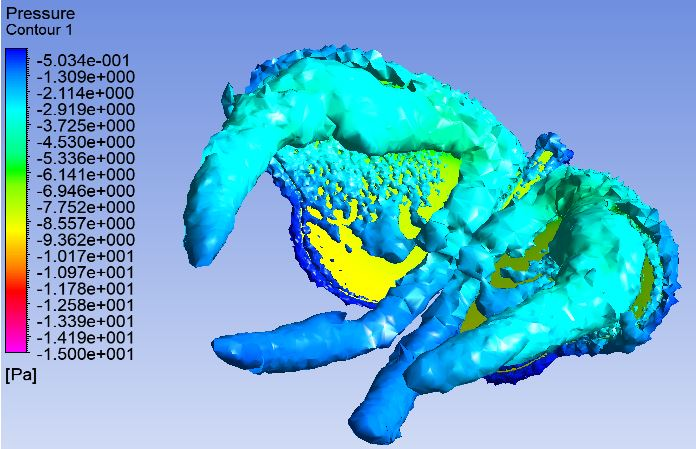 Pressure
Contour 1
-5.034e-001
-1.309e+000
-2.114e+000
-2.919e+000
-3.725e+000
-4.530e+000
-5.336e+000
-6.141e+000
-6.946e+000
-7.752e+000
-8.557e+000
-9.362e+000
-1.017e+001
-1.097e+001
-1.178e+001
-1.258e+001
-1.339e+001
-1.419e+001
-1.500e+001
[Pa]